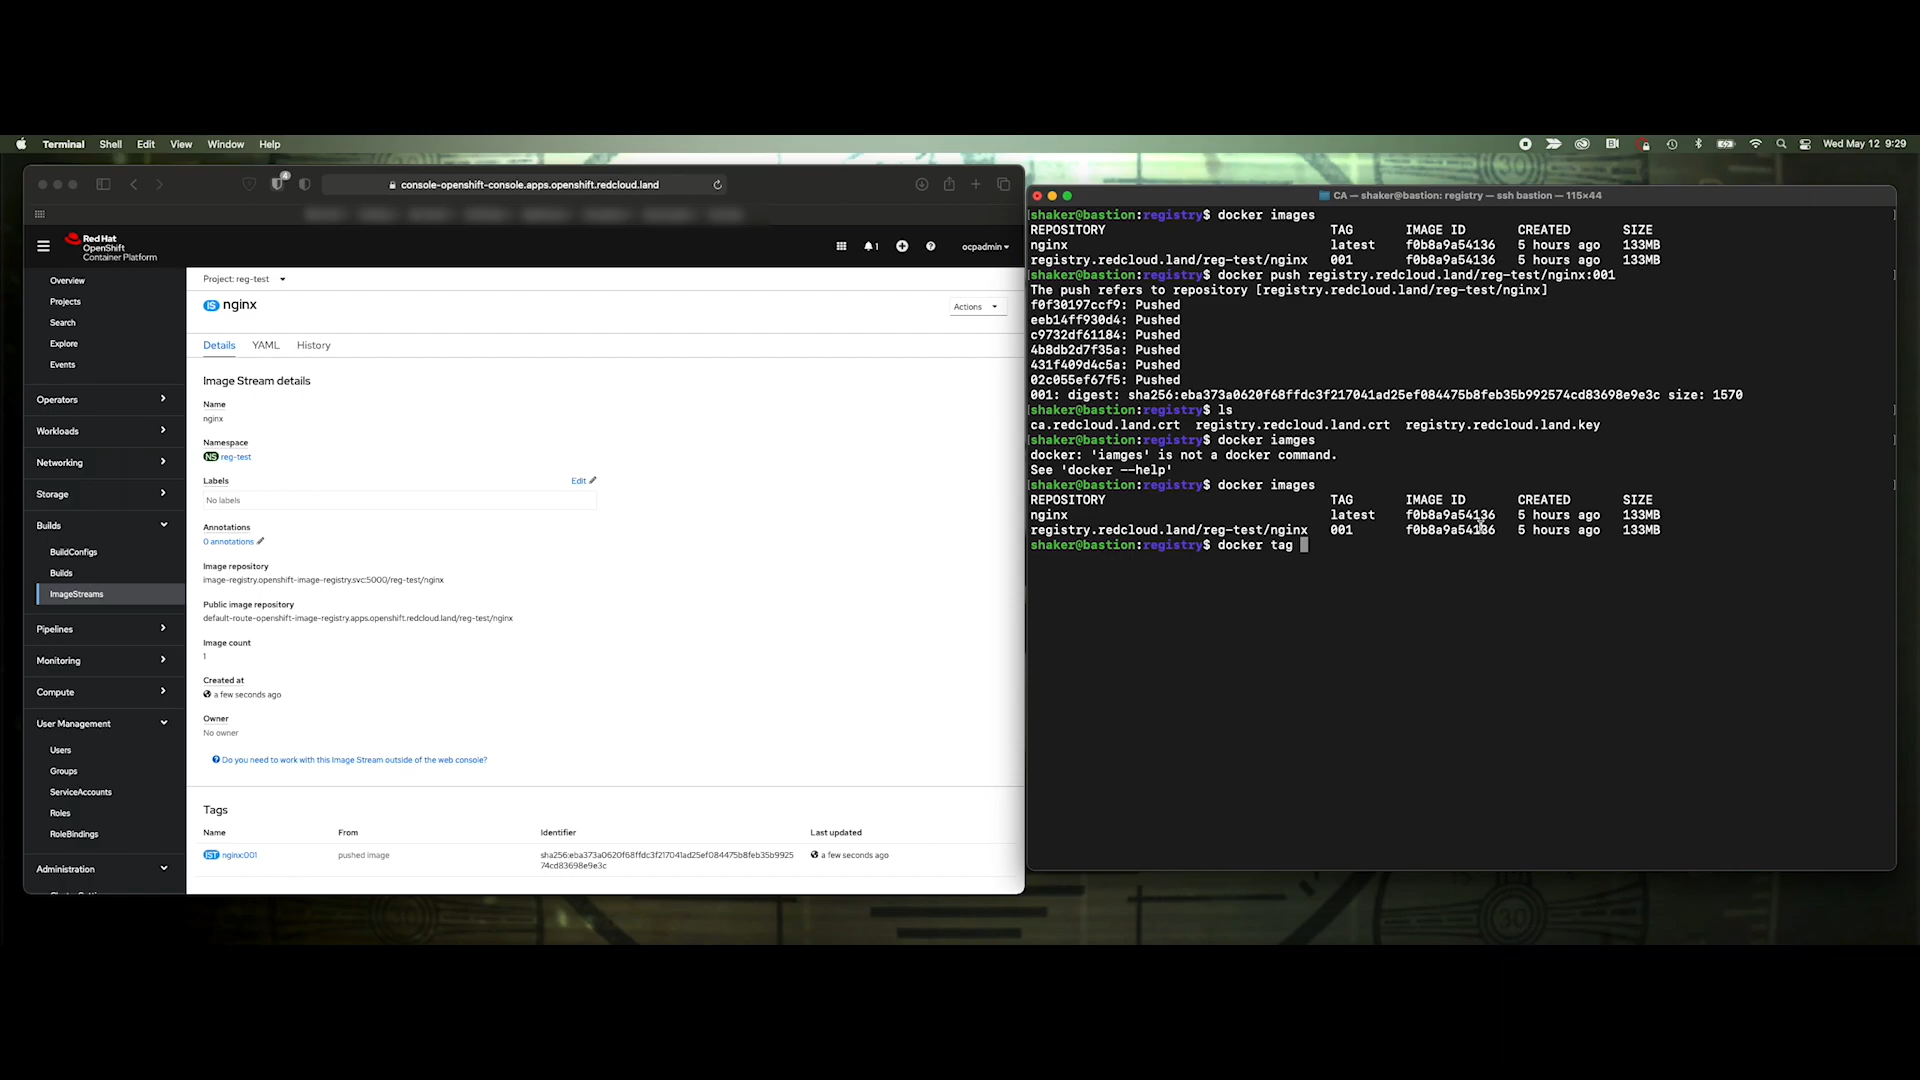 Terminal Shell Edit View Window Help
Wed May 12 9:29
4
console-openshift-console.apps.openshift.redcloud.land
Red Hat
OpenShift
Container Platform
1
ocpadmin
Overview
Projects
Search
Explore
Events
Operators
Workloads
Networking
Storage
Builds
BuildConfigs
Builds
ImageStreams
Pipelines
Monitoring
Compute
User Management
Users
Groups
ServiceAccounts
Roles
RoleBindings
Administration
Project: reg-test
IS nginx
Actions
Details YAML History
Image Stream details
Name
nginx
Namespace
NS reg-test
Labels
Edit
No labels
Annotations
0 annotations
Image repository
image-registry.openshift-image-registry.svc:5000/reg-test/nginx
Public image repository
default-route-openshift-image-registry.apps.openshift.redcloud.land/reg-test/nginx
Image count
1
Created at
a few seconds ago
Owner
No owner
Do you need to work with this Image Stream outside of the web console?
Tags
Name From Identifier Last updated
IST nginx:001 pushed image sha256:eba373a0620f68ffdc3f217041ad25ef084475b8feb35b9925 a few seconds ago
74cd83698e9e3c
CA — shaker@bastion: registry — ssh bastion — 115×44
[shaker@bastion:registry$ docker images ]
REPOSITORY TAG IMAGE ID CREATED SIZE
nginx latest f0b8a9a54136 5 hours ago 133MB
registry.redcloud.land/reg-test/nginx 001 f0b8a9a54136 5 hours ago 133MB
[shaker@bastion:registry$ docker push registry.redcloud.land/reg-test/nginx:001 ]
The push refers to repository [registry.redcloud.land/reg-test/nginx]
f0f30197ccf9: Pushed
eeb14ff930d4: Pushed
c9732df61184: Pushed
4b8db2d7f35a: Pushed
431f409d4c5a: Pushed
02c055ef67f5: Pushed
001: digest: sha256:eba373a0620f68ffdc3f217041ad25ef084475b8feb35b992574cd83698e9e3c size: 1570
[shaker@bastion:registry$ ls ]
ca.redcloud.land.crt registry.redcloud.land.crt registry.redcloud.land.key
[shaker@bastion:registry$ docker iamges ]
docker: 'iamges' is not a docker command.
See 'docker --help'
[shaker@bastion:registry$ docker images ]
REPOSITORY TAG IMAGE ID CREATED SIZE
nginx latest f0b8a9a54136 5 hours ago 133MB
registry.redcloud.land/reg-test/nginx 001 f0b8a9a54136 5 hours ago 133MB
shaker@bastion:registry$ docker tag